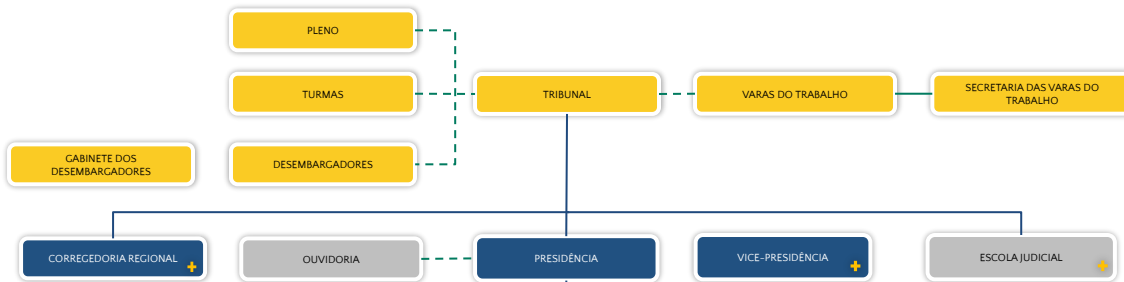 PLENO
TURMAS
TRIBUNAL
VARAS DO TRABALHO
SECRETARIA DAS VARAS DO
TRABALHO
GABINETE DOS
DESEMBARGADORES
DESEMBARGADORES
CORREGEDORIA REGIONAL
OUVIDORIA
PRESIDÊNCIA
VICE-PRESIDÊNCIA
ESCOLA JUDICIAL